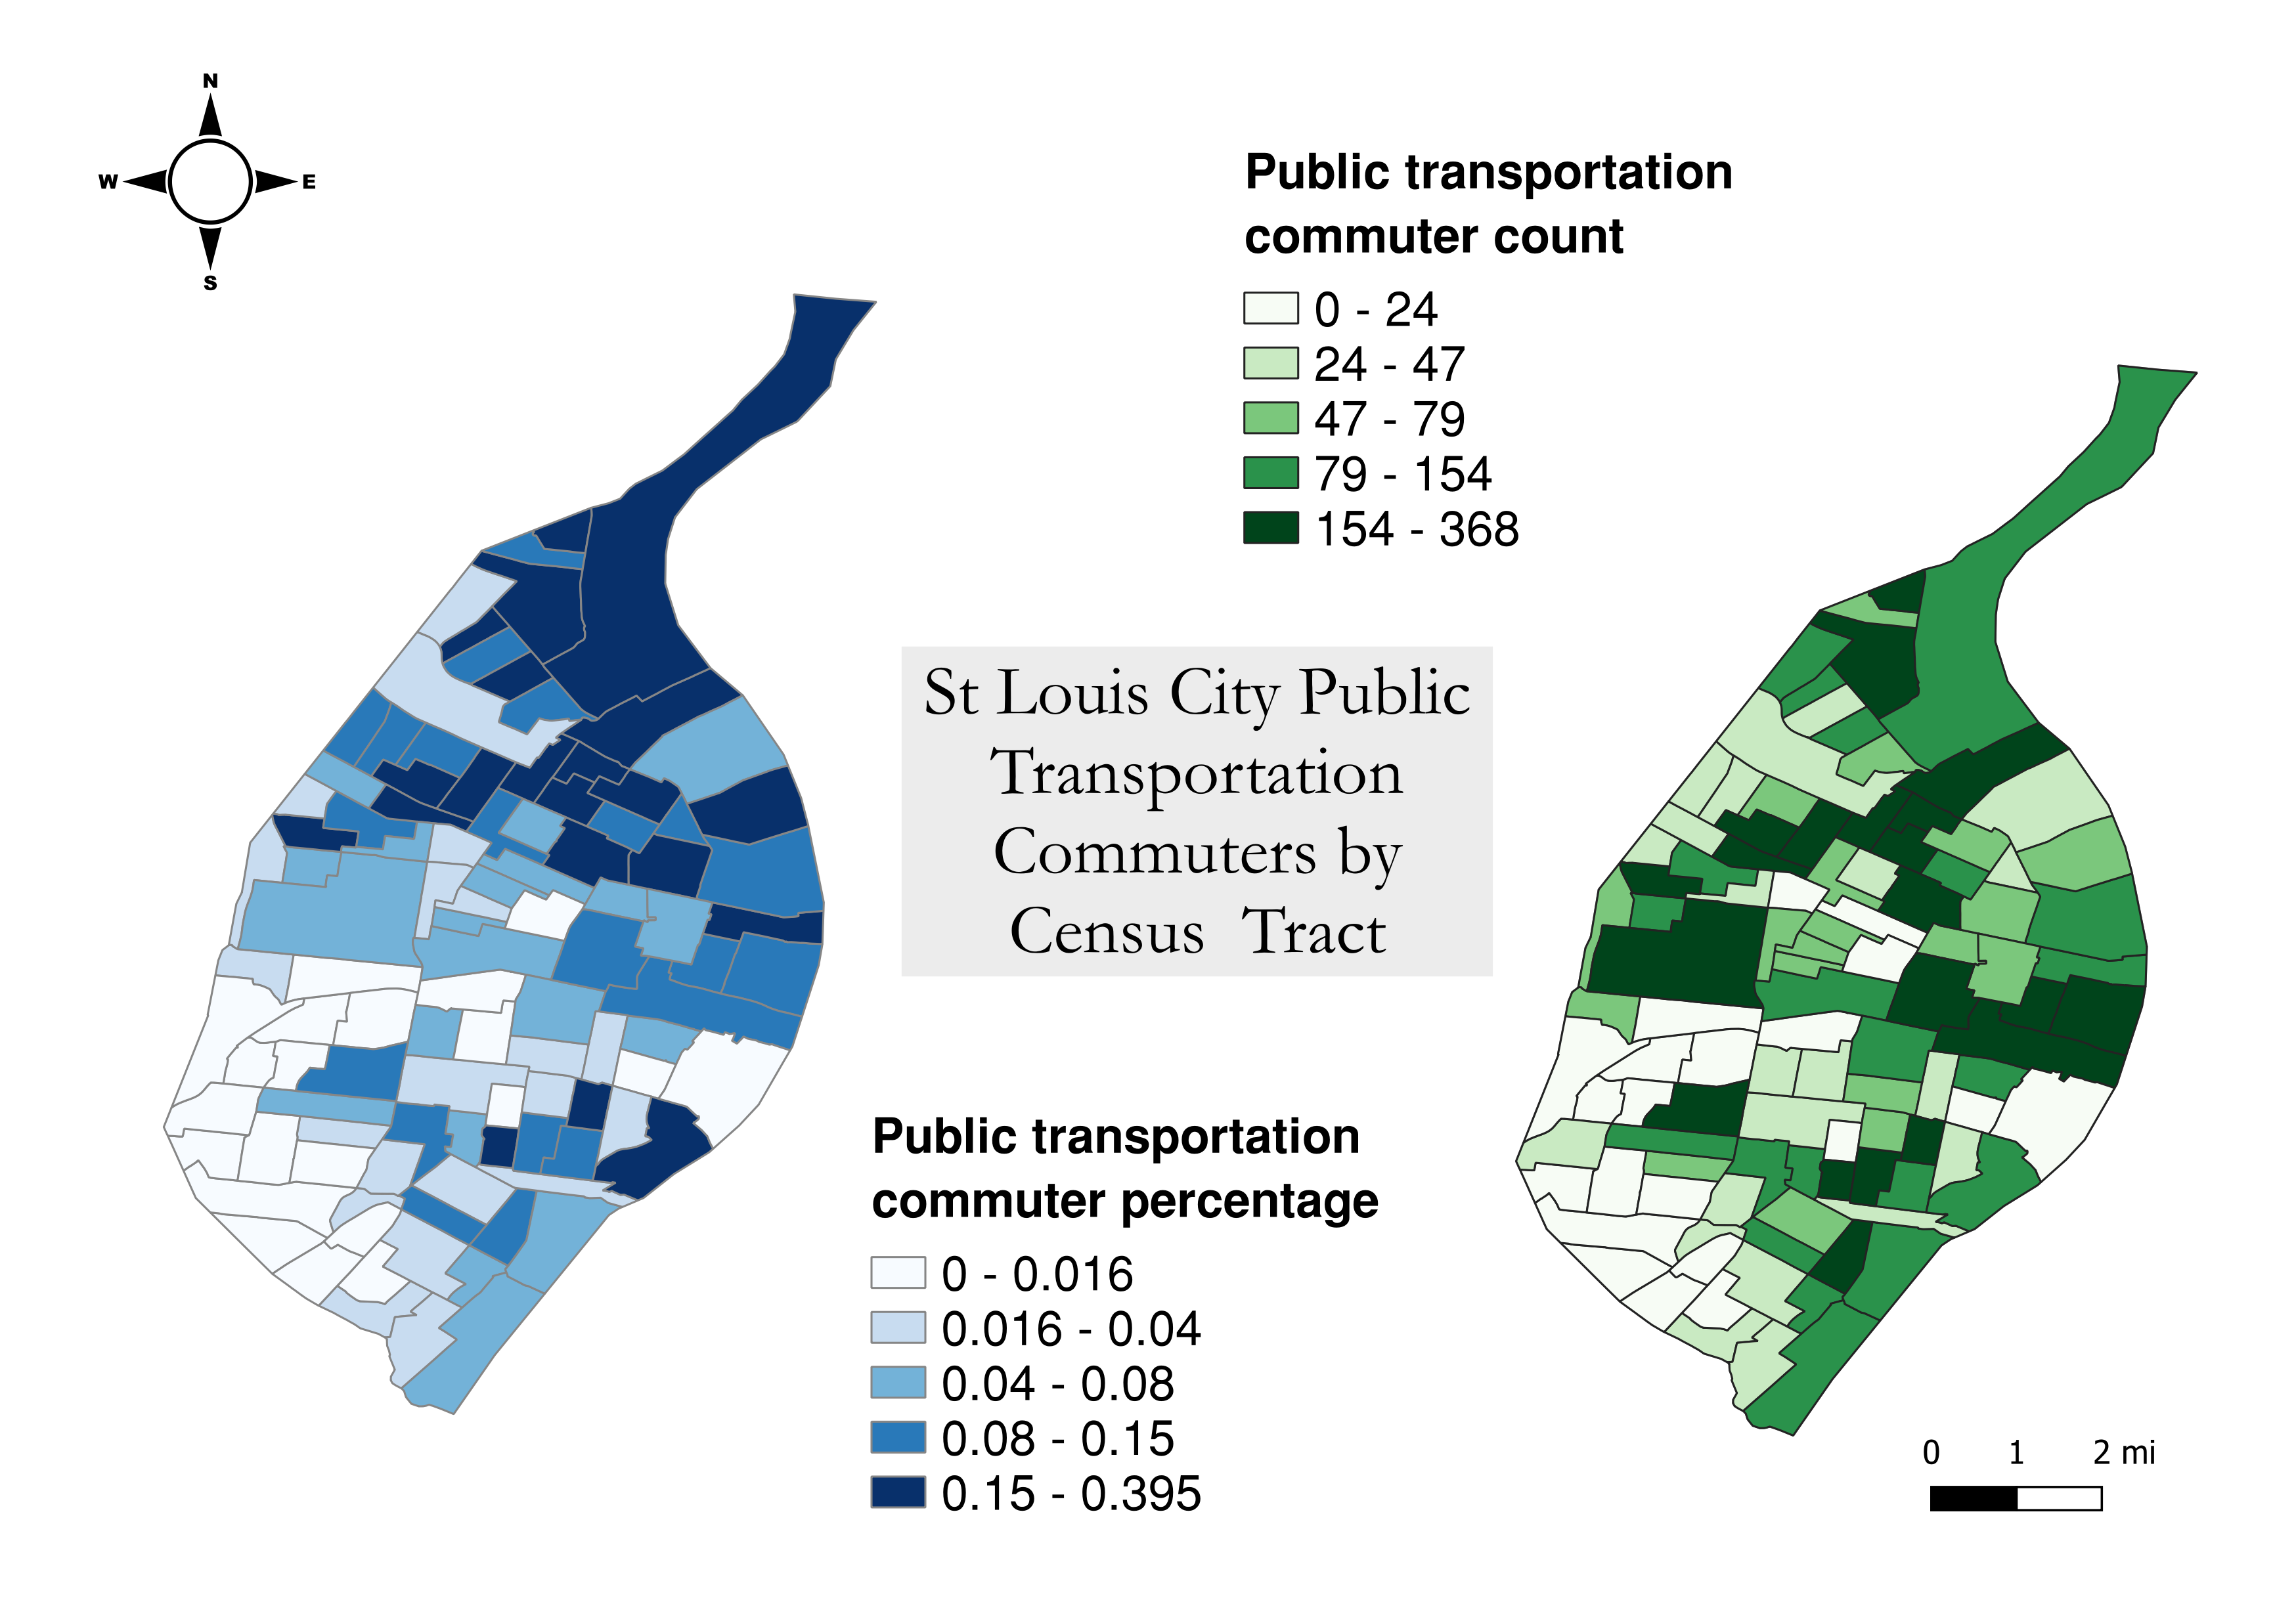 N
W E
S
Public transportation
commuter count
0 - 24
24 - 47
47 - 79
79 - 154
154 - 368
St Louis City Public
Transportation
Commuters by
Census Tract
Public transportation
commuter percentage
0 - 0.016
0.016 - 0.04
0.04 - 0.08
0.08 - 0.15
0.15 - 0.395
0 1 2 mi